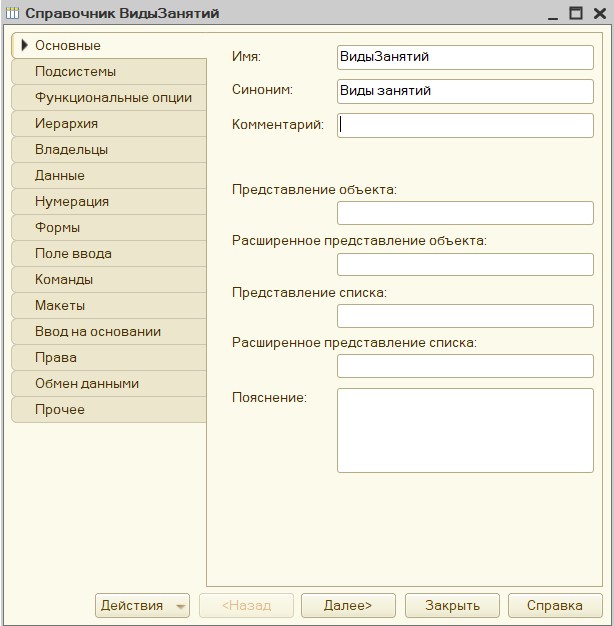 Справочник ВидыЗанятий
Основные
Подсистемы
Функциональные опции
Иерархия
Владельцы
Данные
Нумерация
Формы
Поле ввода
Команды
Макеты
Ввод на основании
Права
Обмен данными
Прочее
Имя: ВидыЗанятий
Синоним: Виды занятий
Комментарий:
Представление объекта:
Расширенное представление объекта:
Представление списка:
Расширенное представление списка:
Пояснение:
Действия <Назад Далее> Закрыть Справка